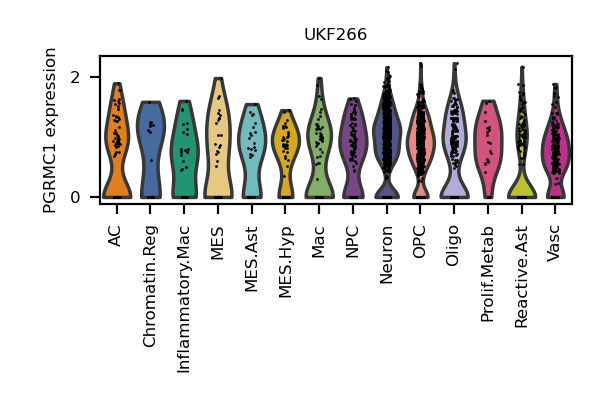 UKF266
PGRMC1 expression
2
0
AC
Chromatin.Reg
Inflammatory.Mac
MES
MES.Ast
MES.Hyp
Mac
NPC
Neuron
OPC
Oligo
Prolif.Metab
Reactive.Ast
Vasc